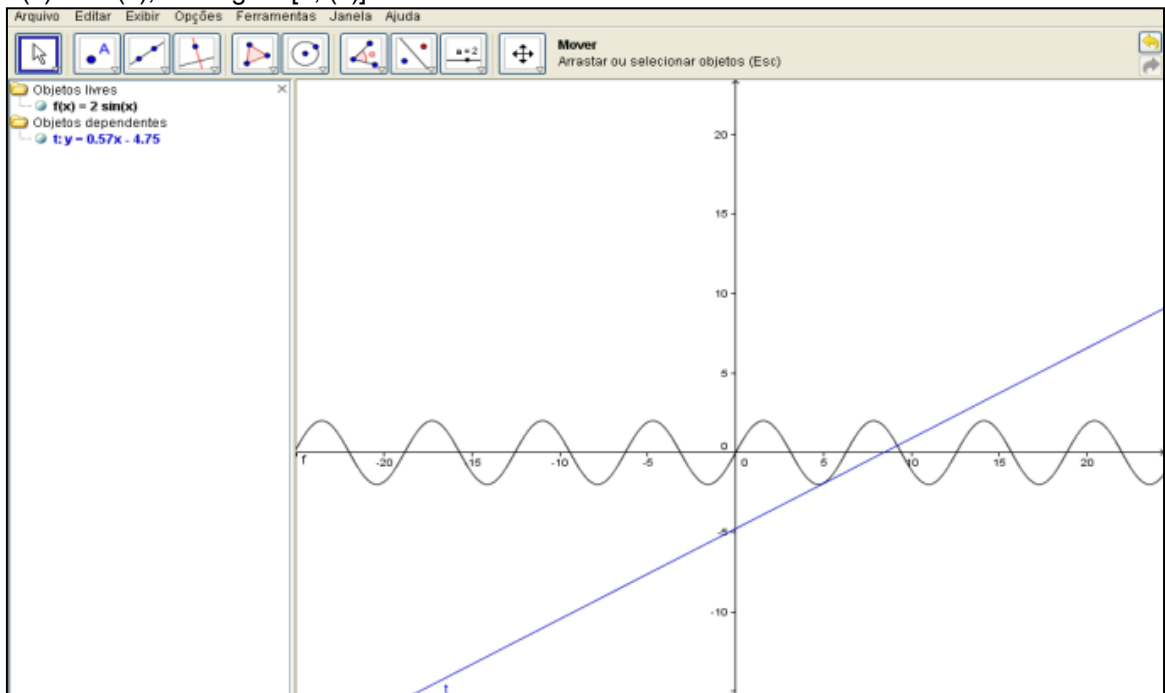 Arquivo Editar Exibir Opções Ferramentas Janela Ajuda
A
a=2
Mover
Arrastar ou selecionar objetos (Esc)
Objetos livres
f(x) = 2 sin(x)
Objetos dependentes
t: y = 0.57x - 4.75
20
15
10
5
0
-20 -15 -10 -5 0 5 10 15 20
f
-5
-10
t